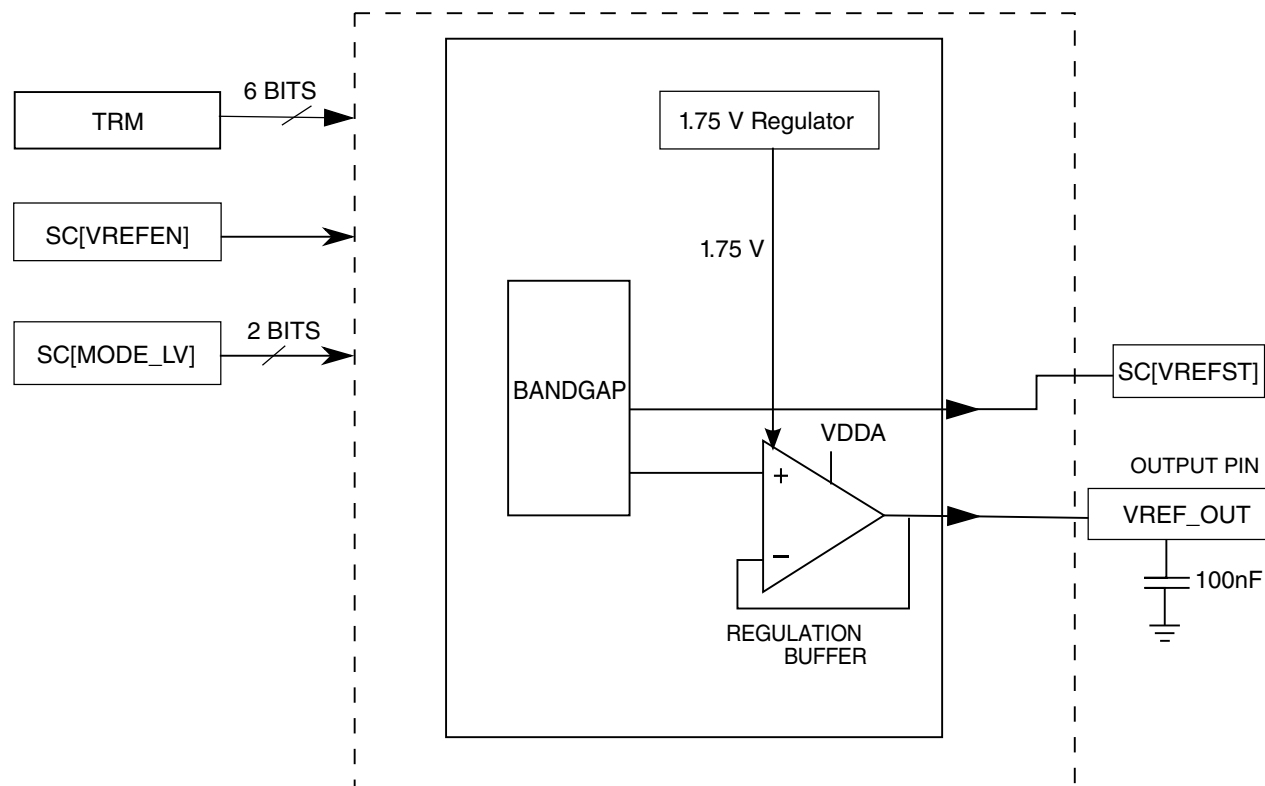 6 BITS
TRM
1.75 V Regulator
SC[VREFEN]
1.75 V
2 BITS
SC[MODE_LV]
BANDGAP
SC[VREFST]
VDDA
OUTPUT PIN
+
VREF_OUT
–
100nF
REGULATION
BUFFER